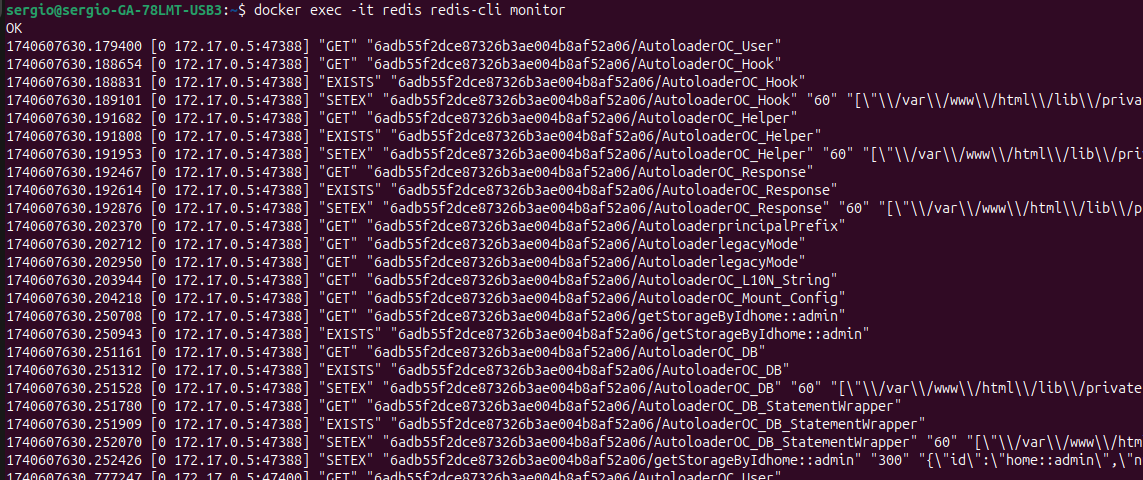 sergio@sergio-GA-78LMT-USB3:~$ docker exec -it redis redis-cli monitor
OK
1740607630.179400 [0 172.17.0.5:47388] "GET" "6adb55f2dce87326b3ae004b8af52a06/AutoloaderOC_User"
1740607630.188654 [0 172.17.0.5:47388] "GET" "6adb55f2dce87326b3ae004b8af52a06/AutoloaderOC_Hook"
1740607630.188831 [0 172.17.0.5:47388] "EXISTS" "6adb55f2dce87326b3ae004b8af52a06/AutoloaderOC_Hook"
1740607630.189101 [0 172.17.0.5:47388] "SETEX" "6adb55f2dce87326b3ae004b8af52a06/AutoloaderOC_Hook" "60" "[\"\\/var\\/www\\/html\\/lib\\/priva
1740607630.191682 [0 172.17.0.5:47388] "GET" "6adb55f2dce87326b3ae004b8af52a06/AutoloaderOC_Helper"
1740607630.191808 [0 172.17.0.5:47388] "EXISTS" "6adb55f2dce87326b3ae004b8af52a06/AutoloaderOC_Helper"
1740607630.191953 [0 172.17.0.5:47388] "SETEX" "6adb55f2dce87326b3ae004b8af52a06/AutoloaderOC_Helper" "60" "[\"\\/var\\/www\\/html\\/lib\\/pri
1740607630.192467 [0 172.17.0.5:47388] "GET" "6adb55f2dce87326b3ae004b8af52a06/AutoloaderOC_Response"
1740607630.192614 [0 172.17.0.5:47388] "EXISTS" "6adb55f2dce87326b3ae004b8af52a06/AutoloaderOC_Response"
1740607630.192876 [0 172.17.0.5:47388] "SETEX" "6adb55f2dce87326b3ae004b8af52a06/AutoloaderOC_Response" "60" "[\"\\/var\\/www\\/html\\/lib\\/p
1740607630.202370 [0 172.17.0.5:47388] "GET" "6adb55f2dce87326b3ae004b8af52a06/AutoloaderprincipalPrefix"
1740607630.202712 [0 172.17.0.5:47388] "GET" "6adb55f2dce87326b3ae004b8af52a06/AutoloaderlegacyMode"
1740607630.202950 [0 172.17.0.5:47388] "GET" "6adb55f2dce87326b3ae004b8af52a06/AutoloaderlegacyMode"
1740607630.203944 [0 172.17.0.5:47388] "GET" "6adb55f2dce87326b3ae004b8af52a06/AutoloaderOC_L10N_String"
1740607630.204218 [0 172.17.0.5:47388] "GET" "6adb55f2dce87326b3ae004b8af52a06/AutoloaderOC_Mount_Config"
1740607630.250708 [0 172.17.0.5:47388] "GET" "6adb55f2dce87326b3ae004b8af52a06/getStorageByIdhome::admin"
1740607630.250943 [0 172.17.0.5:47388] "EXISTS" "6adb55f2dce87326b3ae004b8af52a06/getStorageByIdhome::admin"
1740607630.251161 [0 172.17.0.5:47388] "GET" "6adb55f2dce87326b3ae004b8af52a06/AutoloaderOC_DB"
1740607630.251312 [0 172.17.0.5:47388] "EXISTS" "6adb55f2dce87326b3ae004b8af52a06/AutoloaderOC_DB"
1740607630.251528 [0 172.17.0.5:47388] "SETEX" "6adb55f2dce87326b3ae004b8af52a06/AutoloaderOC_DB" "60" "[\"\\/var\\/www\\/html\\/lib\\/private
1740607630.251780 [0 172.17.0.5:47388] "GET" "6adb55f2dce87326b3ae004b8af52a06/AutoloaderOC_DB_StatementWrapper"
1740607630.251909 [0 172.17.0.5:47388] "EXISTS" "6adb55f2dce87326b3ae004b8af52a06/AutoloaderOC_DB_StatementWrapper"
1740607630.252070 [0 172.17.0.5:47388] "SETEX" "6adb55f2dce87326b3ae004b8af52a06/AutoloaderOC_DB_StatementWrapper" "60" "[\"\\/var\\/www\\/htm
1740607630.252426 [0 172.17.0.5:47388] "SETEX" "6adb55f2dce87326b3ae004b8af52a06/getStorageByIdhome::admin" "300" "{\"id\":\"home::admin\",\"n
1740607630.777247 [0 172.17.0.5:47400] "GET" "6adb55f2dce87326b3ae004b8af52a06/AutoloaderOC_User"